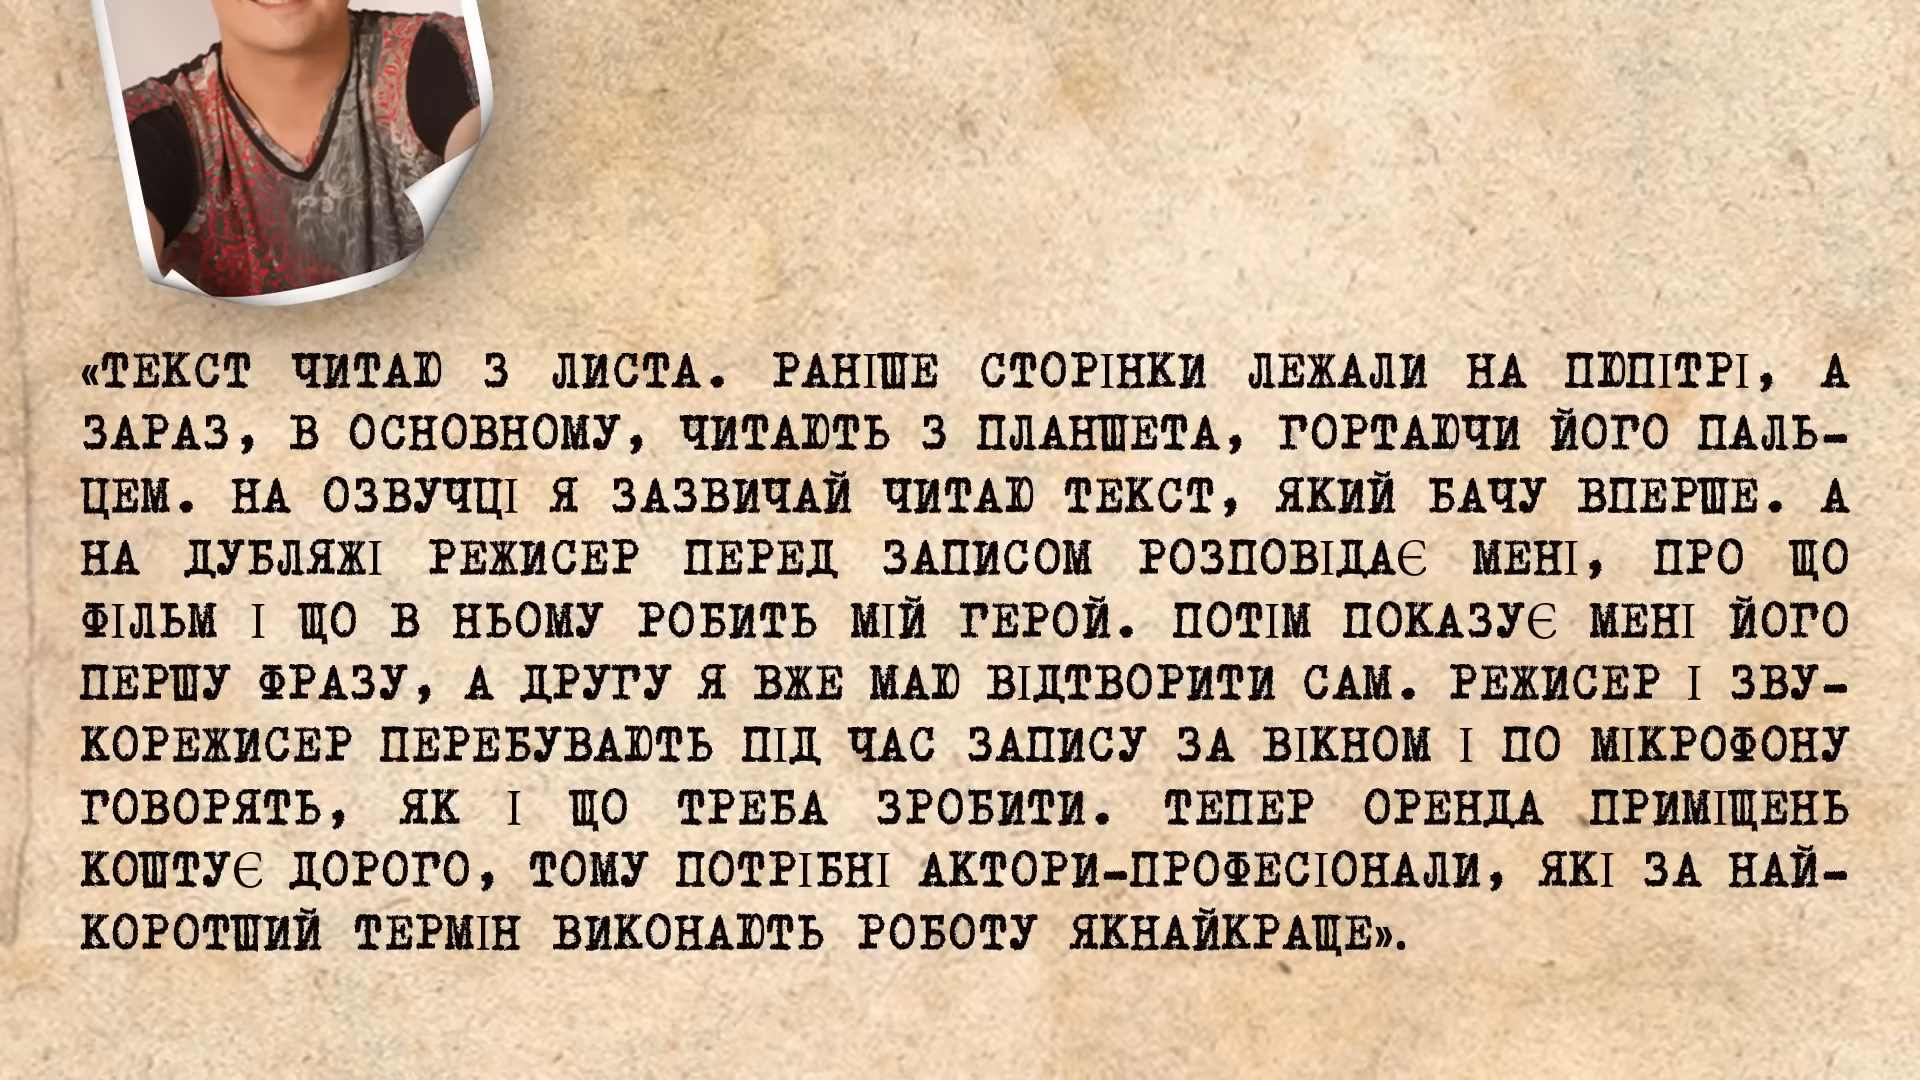 «ТЕКСТ ЧИТАЮ З ЛИСТА. РАНІШЕ СТОРІНКИ ЛЕЖАЛИ НА ПЮПІТРІ, А
ЗАРАЗ, В ОСНОВНОМУ, ЧИТАЮТЬ З ПЛАНШЕТА, ГОРТАЮЧИ ЙОГО ПАЛЬ-
ЦЕМ. НА ОЗВУЧЦІ Я ЗАЗВИЧАЙ ЧИТАЮ ТЕКСТ, ЯКИЙ БАЧУ ВПЕРШЕ. А
НА ДУБЛЯЖІ РЕЖИСЕР ПЕРЕД ЗАПИСОМ РОЗПОВІДАЄ МЕНІ, ПРО ЩО
ФІЛЬМ І ЩО В НЬОМУ РОБИТЬ МІЙ ГЕРОЙ. ПОТІМ ПОКАЗУЄ МЕНІ ЙОГО
ПЕРШУ ФРАЗУ, А ДРУГУ Я ВЖЕ МАЮ ВІДТВОРИТИ САМ. РЕЖИСЕР І ЗВУ-
КОРЕЖИСЕР ПЕРЕБУВАЮТЬ ПІД ЧАС ЗАПИСУ ЗА ВІКНОМ І ПО МІКРОФОНУ
ГОВОРЯТЬ, ЯК І ЩО ТРЕБА ЗРОБИТИ. ТЕПЕР ОРЕНДА ПРИМІЩЕНЬ
КОШТУЄ ДОРОГО, ТОМУ ПОТРІБНІ АКТОРИ-ПРОФЕСІОНАЛИ, ЯКІ ЗА НАЙ-
КОРОТШИЙ ТЕРМІН ВИКОНАЮТЬ РОБОТУ ЯКНАЙКРАЩЕ».